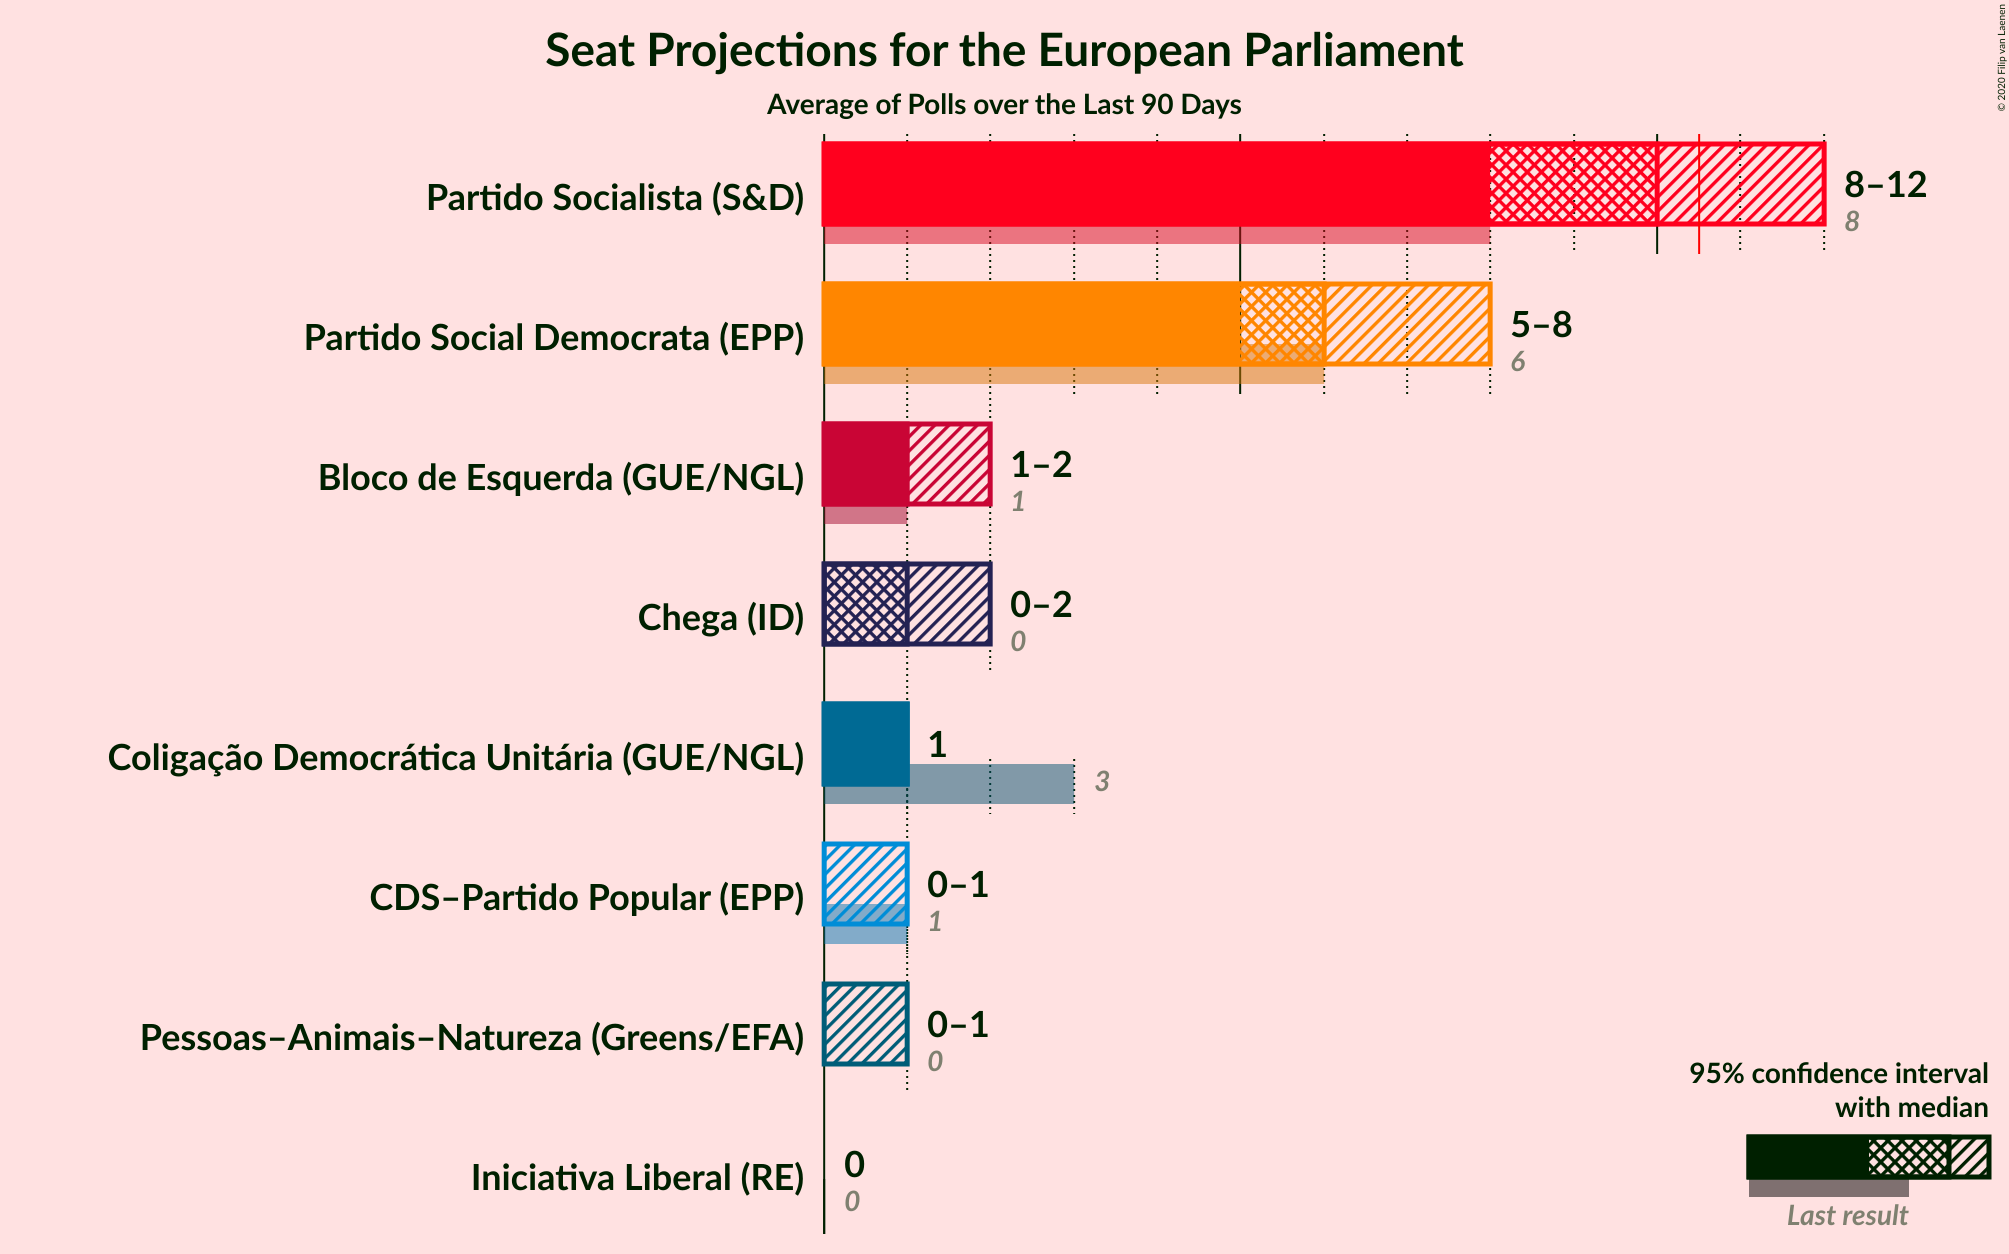 Seat Projections for the European Parliament
Average of Polls over the Last 90 Days
© 2020 Filip van Laenen
Partido Socialista (S&D)
8–12
8
Partido Social Democrata (EPP)
5–8
6
Bloco de Esquerda (GUE/NGL)
1–2
1
Chega (ID)
0–2
0
Coligação Democrática Unitária (GUE/NGL)
1
3
CDS–Partido Popular (EPP)
0–1
1
Pessoas–Animais–Natureza (Greens/EFA)
0–1
0
Iniciativa Liberal (RE)
0
0
95% confidence interval
with median
Last result